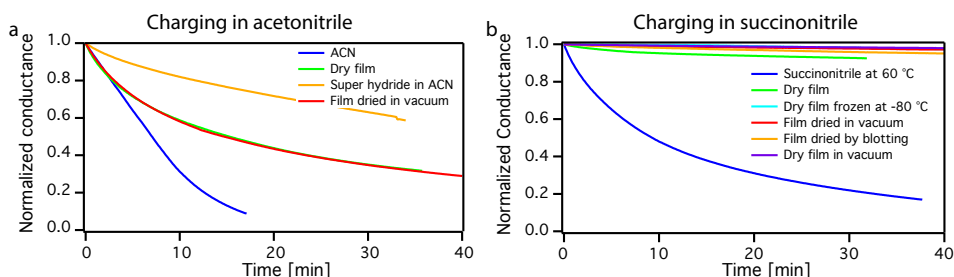 Charging in acetonitrile
a
Normalized conductance
1.0
0.8
0.6
0.4
0.2
0.0
ACN
Dry film
Super hydride in ACN
Film dried in vacuum
0 10 20 30 40
Time [min]
Charging in succinonitrile
b
Normalized Conductance
1.0
0.8
0.6
0.4
0.2
0.0
Succinonitrile at 60 °C
Dry film
Dry film frozen at -80 °C
Film dried in vacuum
Film dried by blotting
Dry film in vacuum
0 10 20 30 40
Time [min]